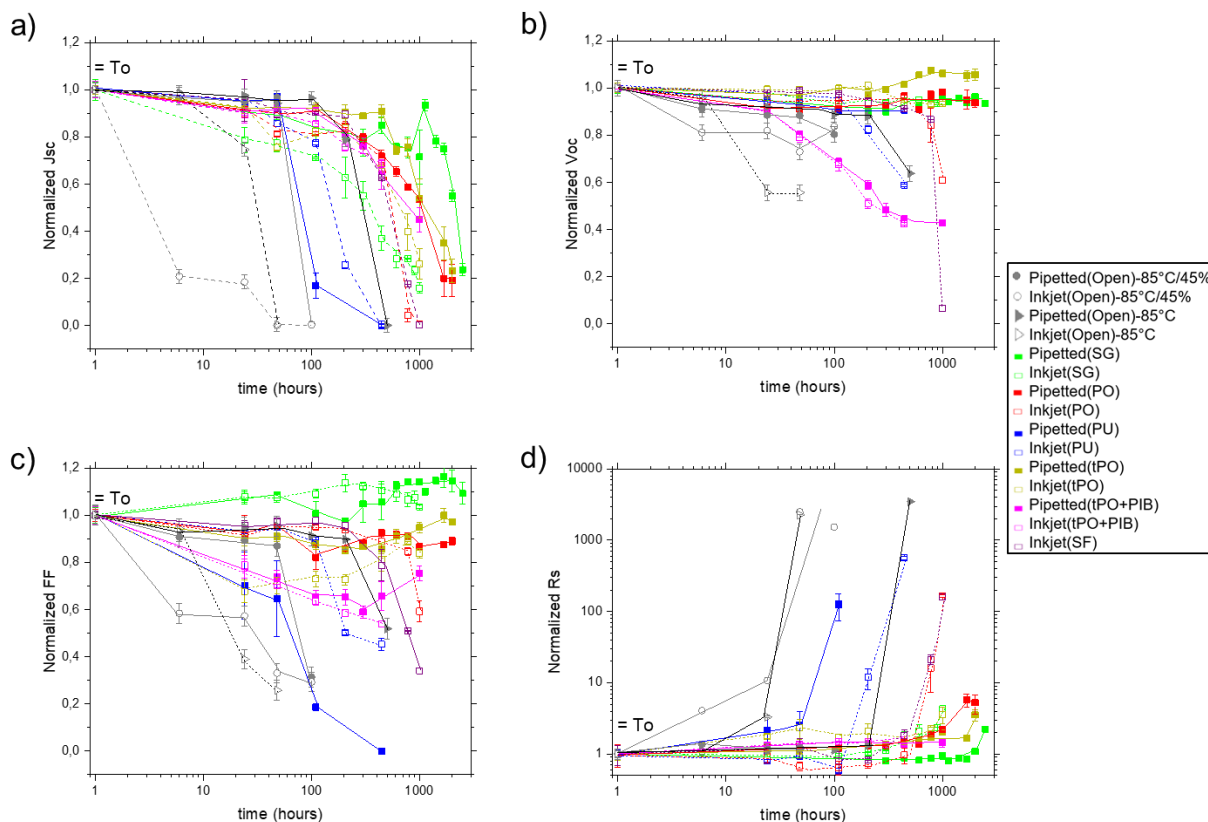 a)
1,2
1,0
0,8
0,6
0,4
0,2
0,0
Normalized Jsc
= To
1
10
100
1000
time (hours)
b)
1,2
1,0
0,8
0,6
0,4
0,2
0,0
Normalized Voc
= To
1
10
100
1000
time (hours)
c)
1,2
1,0
0,8
0,6
0,4
0,2
0,0
Normalized FF
= To
1
10
100
1000
time (hours)
d)
10000
1000
100
10
1
Normalized Rs
= To
1
10
100
1000
time (hours)
Pipetted(Open)-85°C/45%
Inkjet(Open)-85°C/45%
Pipetted(Open)-85°C
Inkjet(Open)-85°C
Pipetted(SG)
Inkjet(SG)
Pipetted(PO)
Inkjet(PO)
Pipetted(PU)
Inkjet(PU)
Pipetted(tPO)
Inkjet(tPO)
Pipetted(tPO+PIB)
Inkjet(tPO+PIB)
Inkjet(SF)